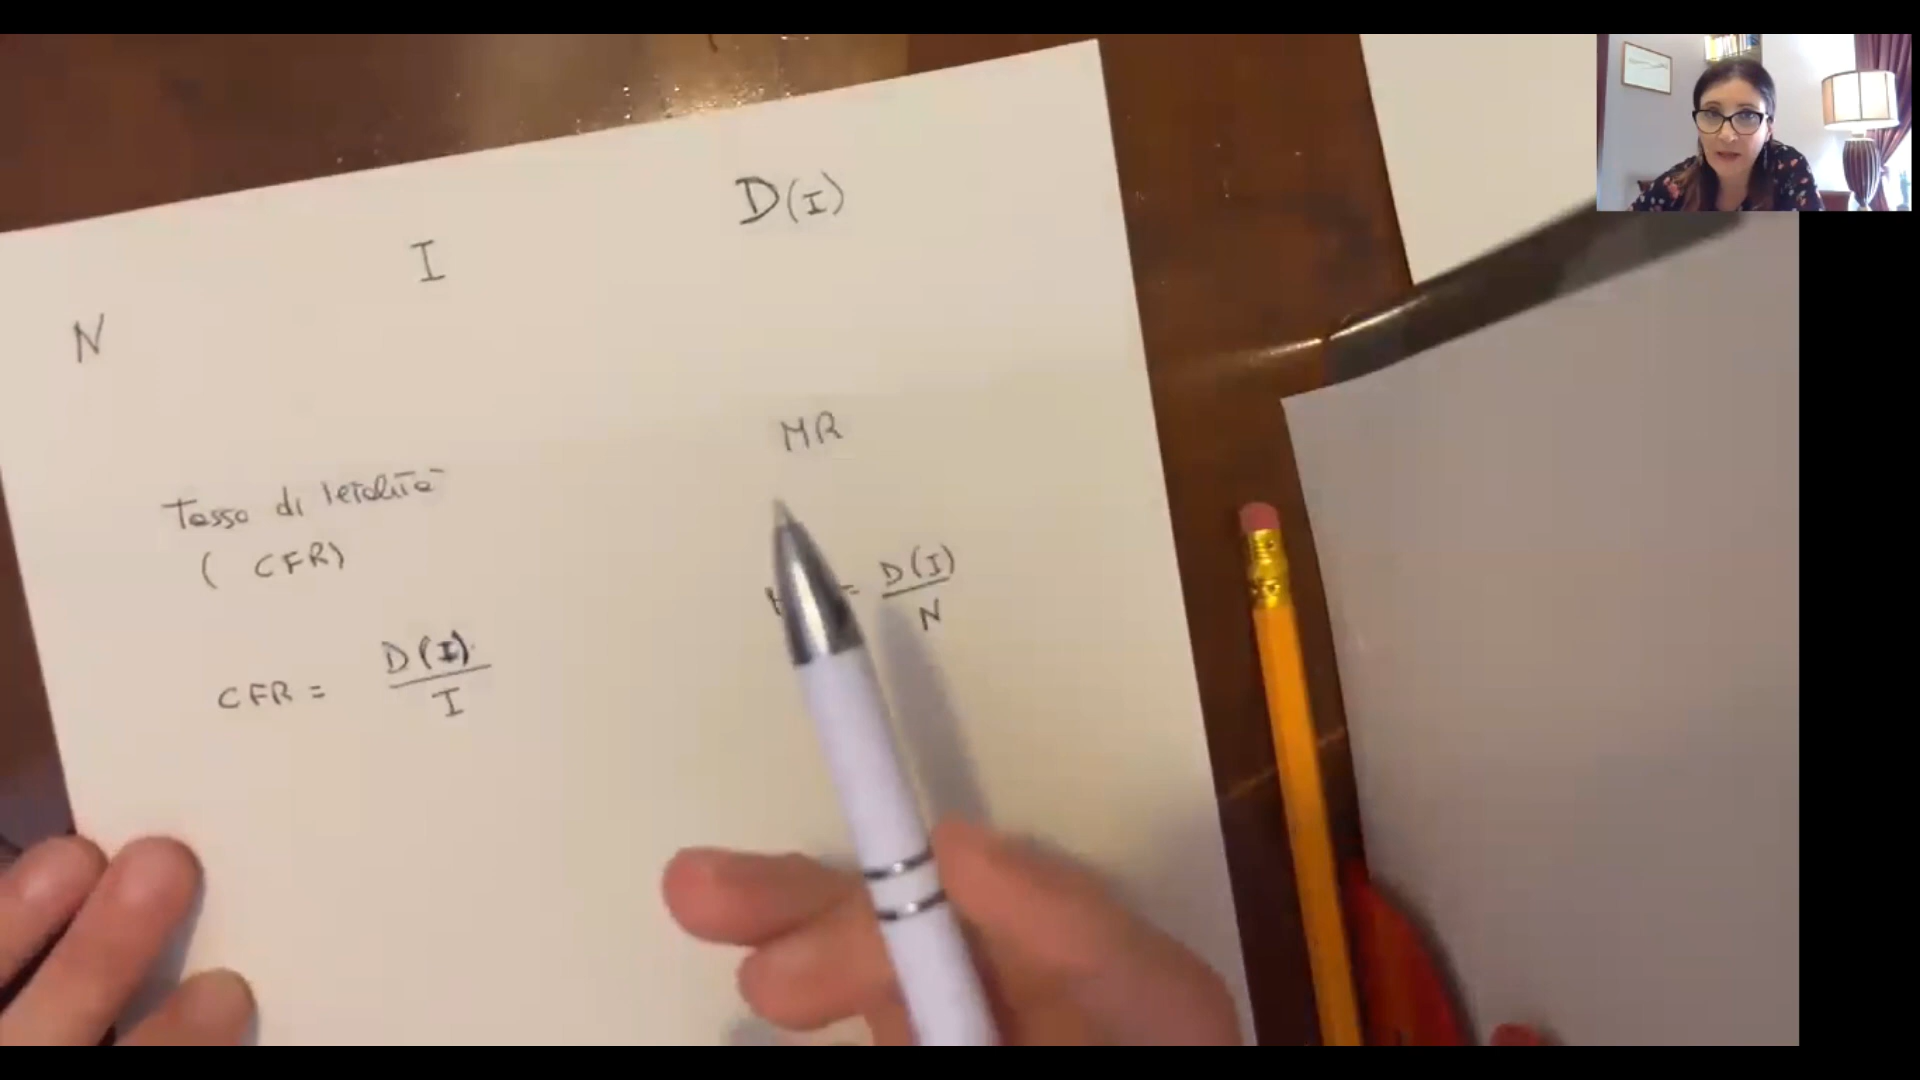 D(I)
I
N
MR
Tasso di letalità
(CFR)
= D(I)
N
CFR = D(I)
I